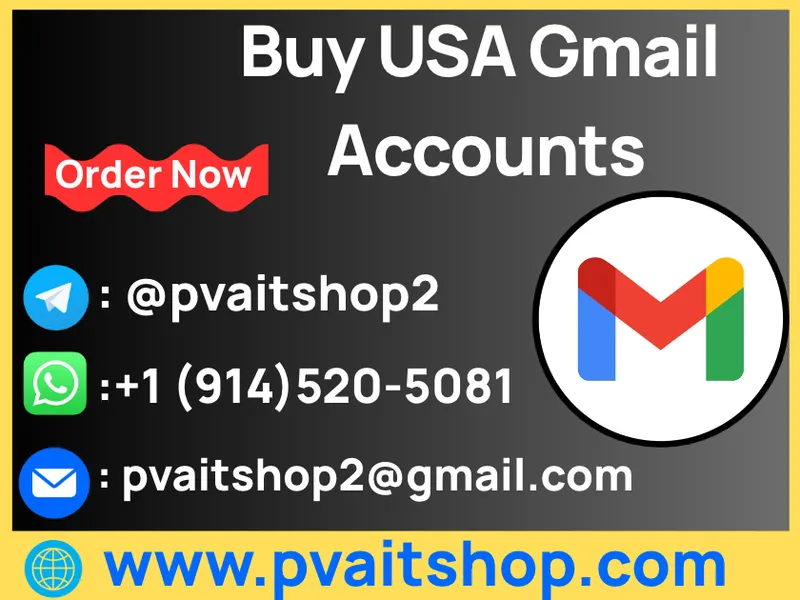 Buy USA Gmail
Accounts
Order Now
: @pvaitshop2
:+1 (914)520-5081
: pvaitshop2@gmail.com
www.pvaitshop.com